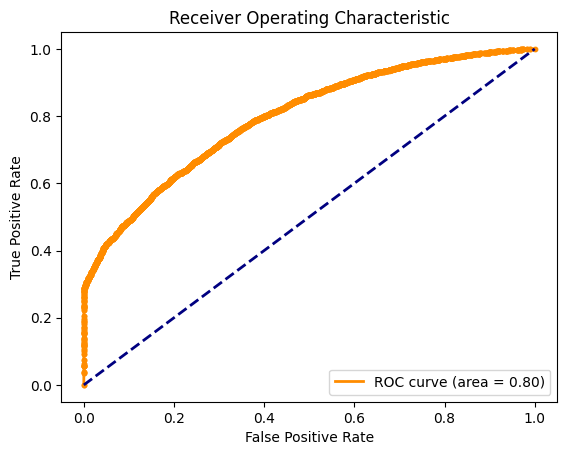 Receiver Operating Characteristic
1.0
0.8
0.6
0.4
0.2
0.0
True Positive Rate
ROC curve (area = 0.80)
0.0 0.2 0.4 0.6 0.8 1.0
False Positive Rate